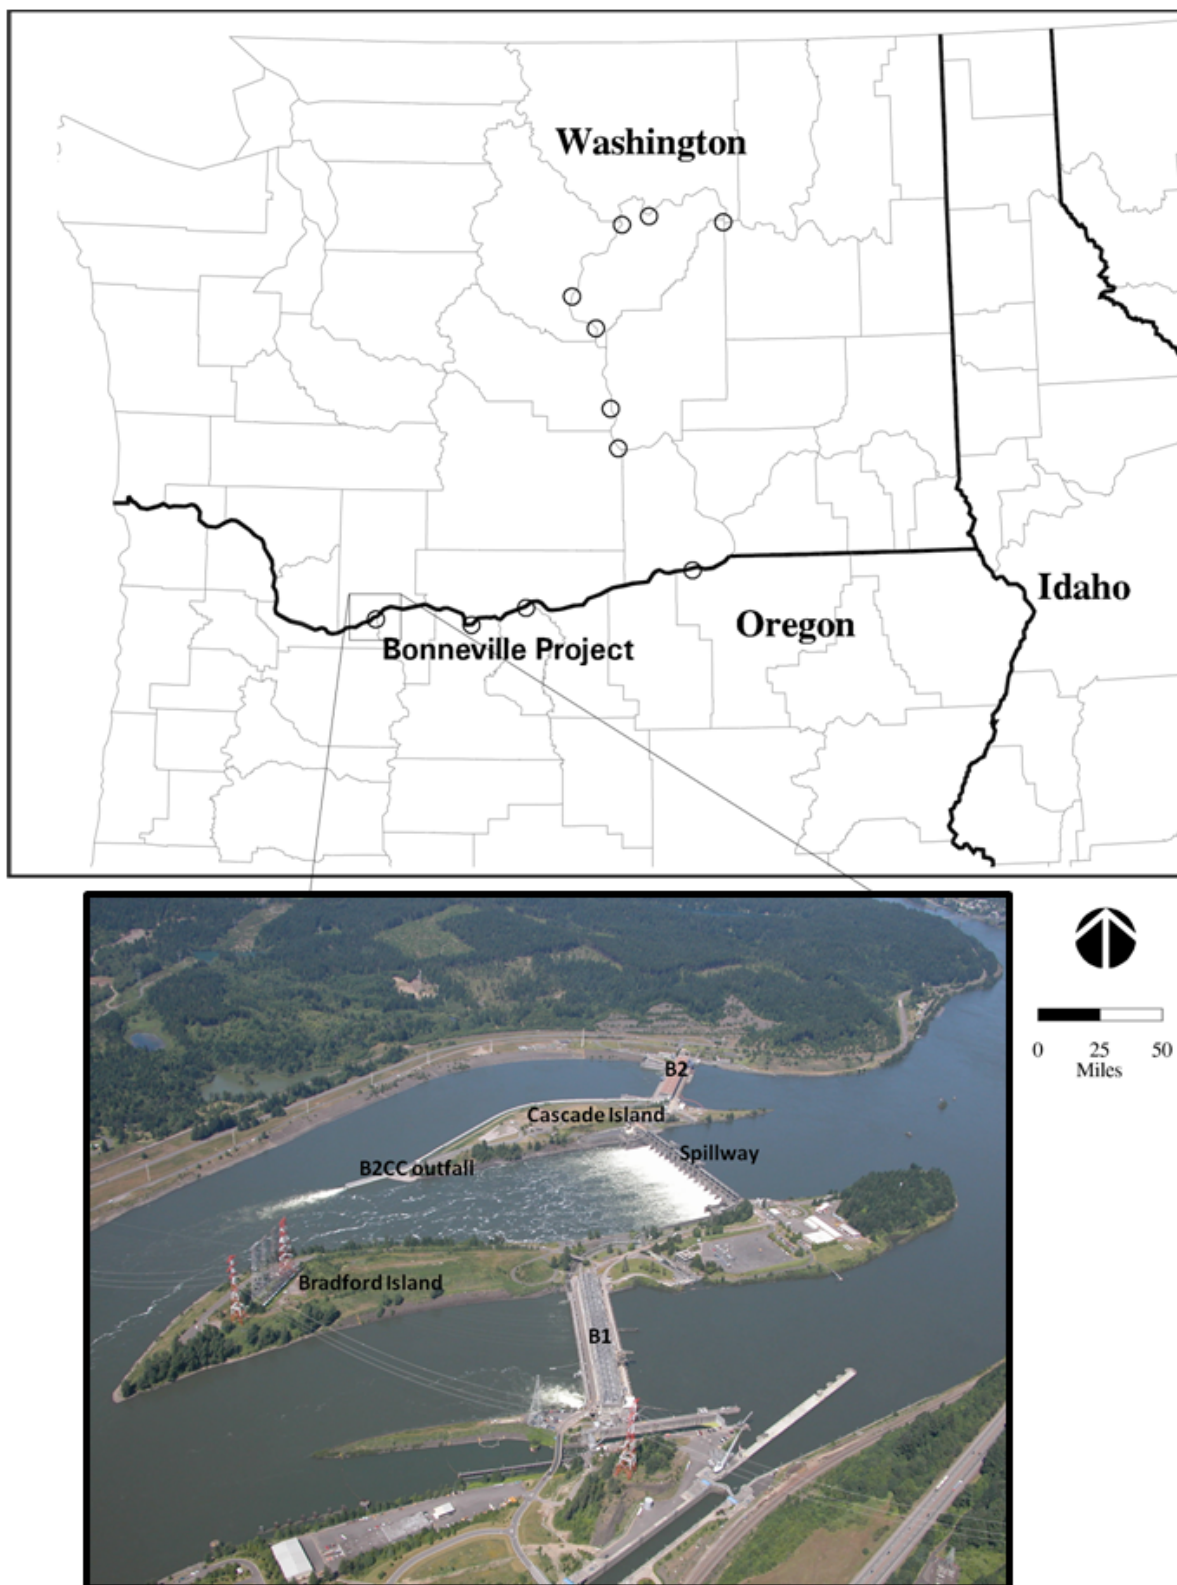 Washington
Idaho
Oregon
Bonneville Project
B2
Cascade Island
Spillway
B2CC outfall
Bradford Island
B1
0 25 50
Miles